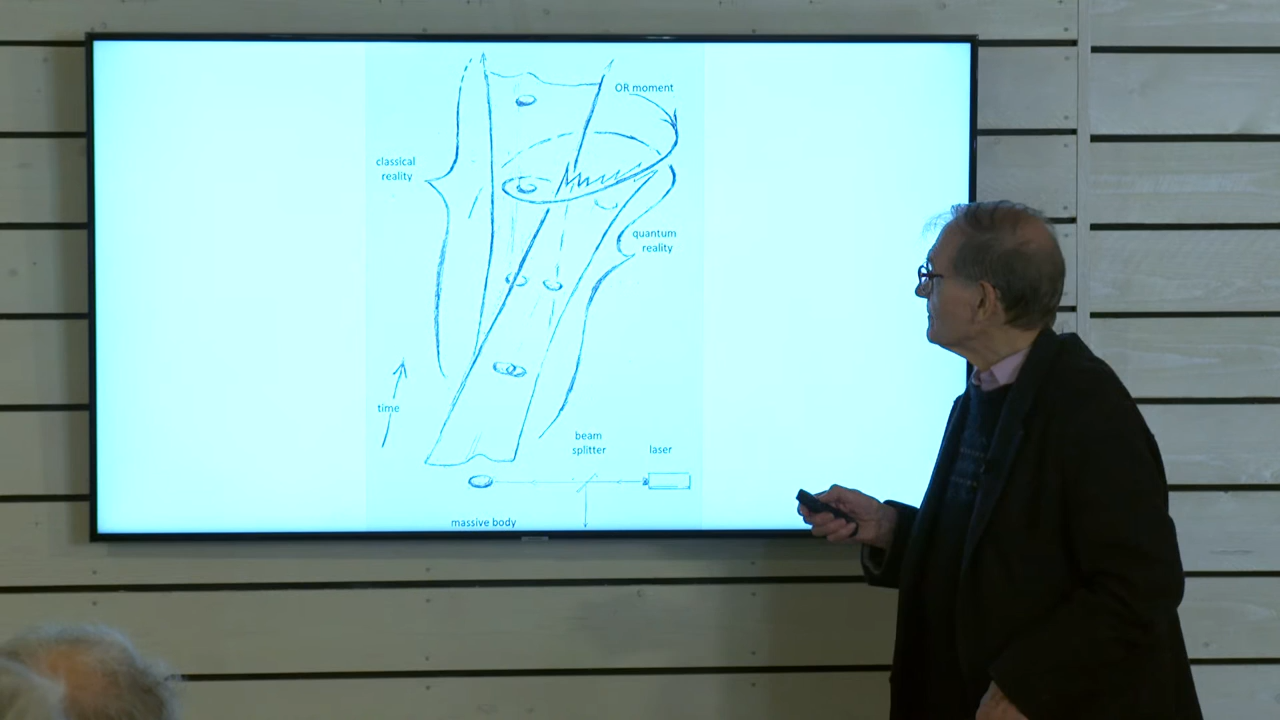 OR moment
classical
reality
quantum
reality
time
beam
splitter
laser
massive body